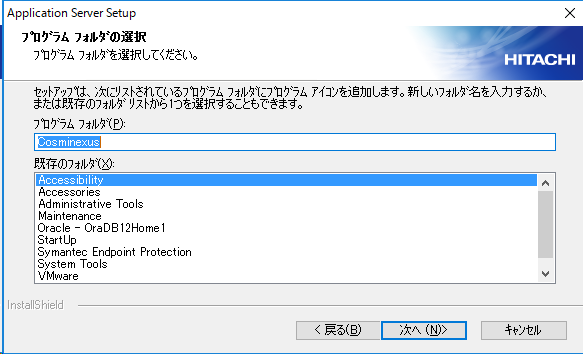 Application Server Setup
プログラム フォルダの選択
プログラム フォルダを選択してください。
HITACHI
セットアップは、次にリストされているプログラム フォルダにプログラム アイコンを追加します。新しいフォルダ名を入力するか、
または既存のフォルダ リストから1つを選択することもできます。
プログラム フォルダ(P):
Cosminexus
既存のフォルダ(X):
Accessibility
Accessories
Administrative Tools
Maintenance
Oracle - OraDB12Home1
StartUp
Symantec Endpoint Protection
System Tools
VMware
InstallShield
< 戻る(B)
次へ (N)>
キャンセル